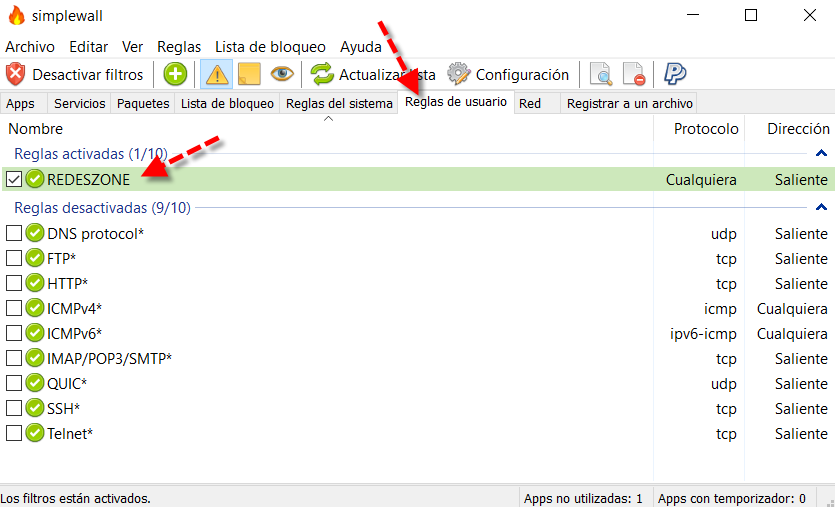 simplewall
Archivo Editar Ver Reglas Lista de bloqueo Ayuda
Desactivar filtros Actualizar lista Configuración
Apps Servicios Paquetes Lista de bloqueo Reglas del sistema Reglas de usuario Red Registrar a un archivo
Nombre Protocolo Dirección
Reglas activadas (1/10)
REDESZONE Cualquiera Saliente
Reglas desactivadas (9/10)
DNS protocol* udp Saliente
FTP* tcp Saliente
HTTP* tcp Saliente
ICMPv4* icmp Cualquiera
ICMPv6* ipv6-icmp Cualquiera
IMAP/POP3/SMTP* tcp Saliente
QUIC* udp Saliente
SSH* tcp Saliente
Telnet* tcp Saliente
Los filtros están activados. Apps no utilizadas: 1 Apps con temporizador: 0